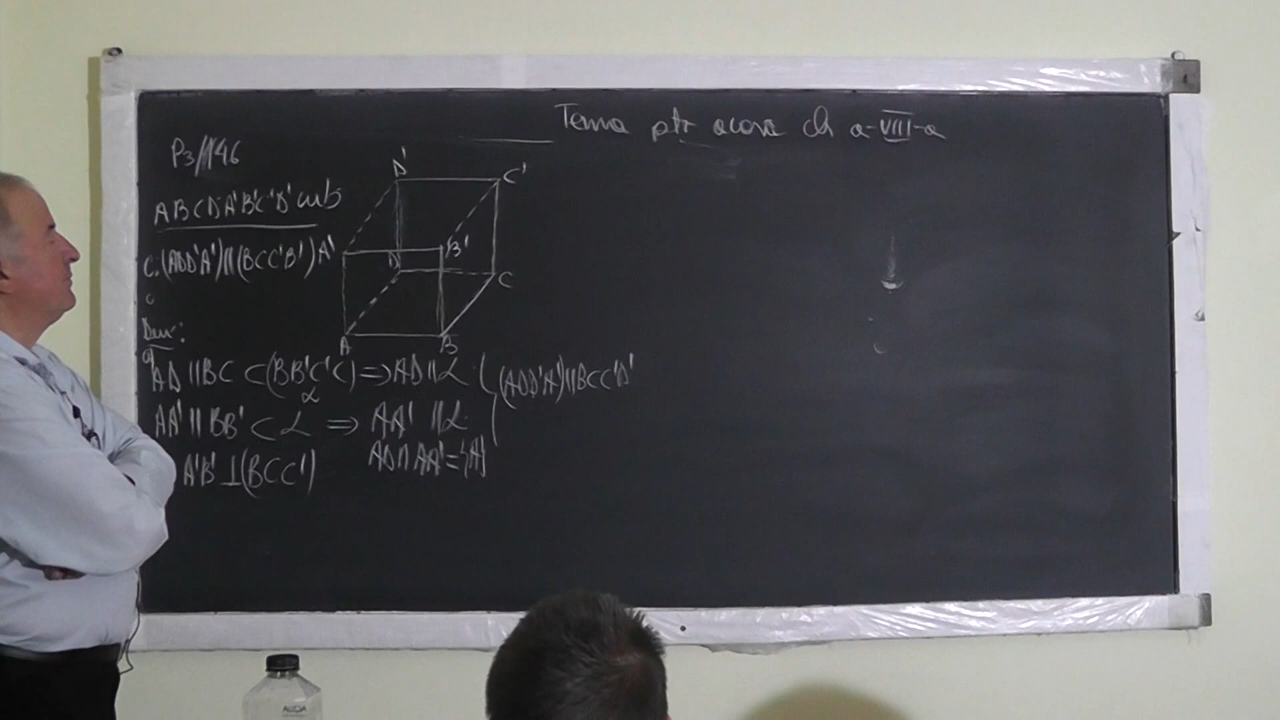 Tema ptr acasa cls a-VIII-a
P3/146
ABCDA'B'C'D' cub
C: (ADD'A') || (BCC'B')
D' C'
A' B'
D C
A B
Dem:
a) AD || BC ⊂ (BB'C'C) ⇒ AD || α
α
(ADD'A') || BCC'B'
AA' || BB' ⊂ α ⇒ AA' || α
A'B' ⊥ (BCC') AD ∩ AA' = {A}